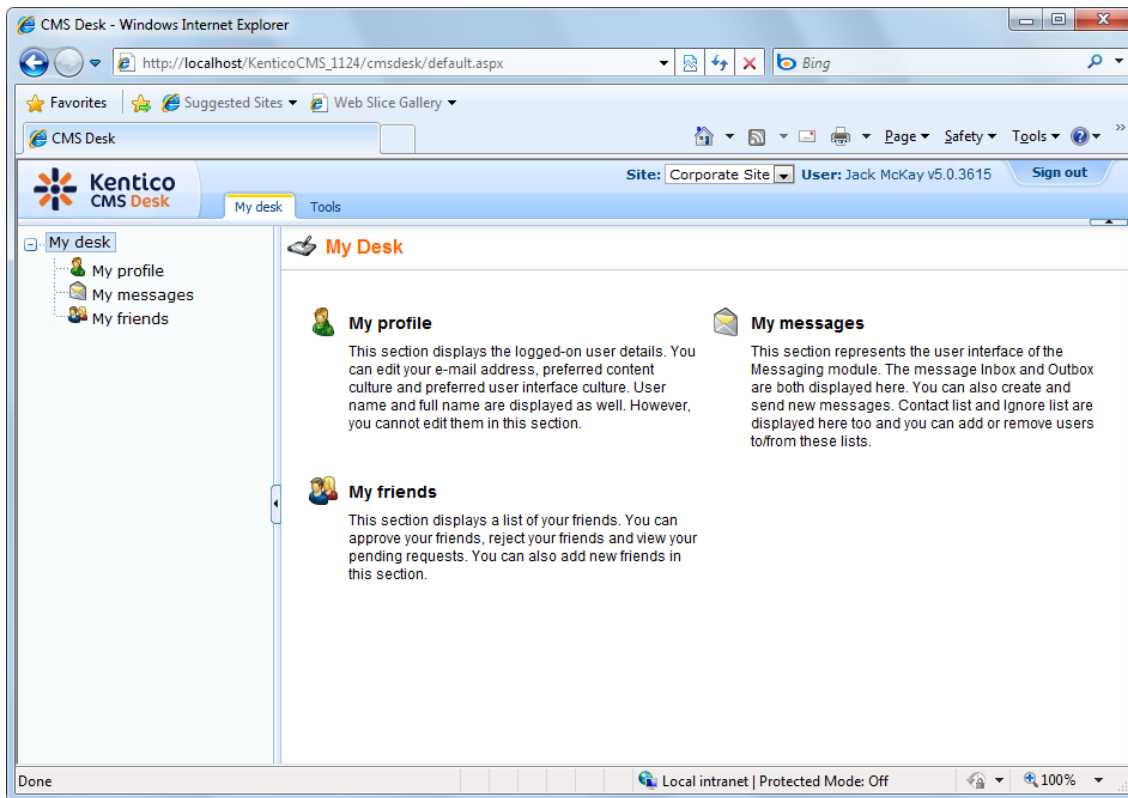 CMS Desk - Windows Internet Explorer
http://localhost/KenticoCMS_1124/cmsdesk/default.aspx
Bing
Favorites
Suggested Sites
Web Slice Gallery
CMS Desk
Page
Safety
Tools
»
Kentico
CMS Desk
Site: Corporate Site User: Jack McKay v5.0.3615
Sign out
My desk
Tools
My desk
My profile
My messages
My friends
My Desk
My profile
This section displays the logged-on user details. You
can edit your e-mail address, preferred content
culture and preferred user interface culture. User
name and full name are displayed as well. However,
you cannot edit them in this section.
My messages
This section represents the user interface of the
Messaging module. The message Inbox and Outbox
are both displayed here. You can also create and
send new messages. Contact list and Ignore list are
displayed here too and you can add or remove users
to/from these lists.
My friends
This section displays a list of your friends. You can
approve your friends, reject your friends and view your
pending requests. You can also add new friends in
this section.
Done
Local intranet | Protected Mode: Off
100%